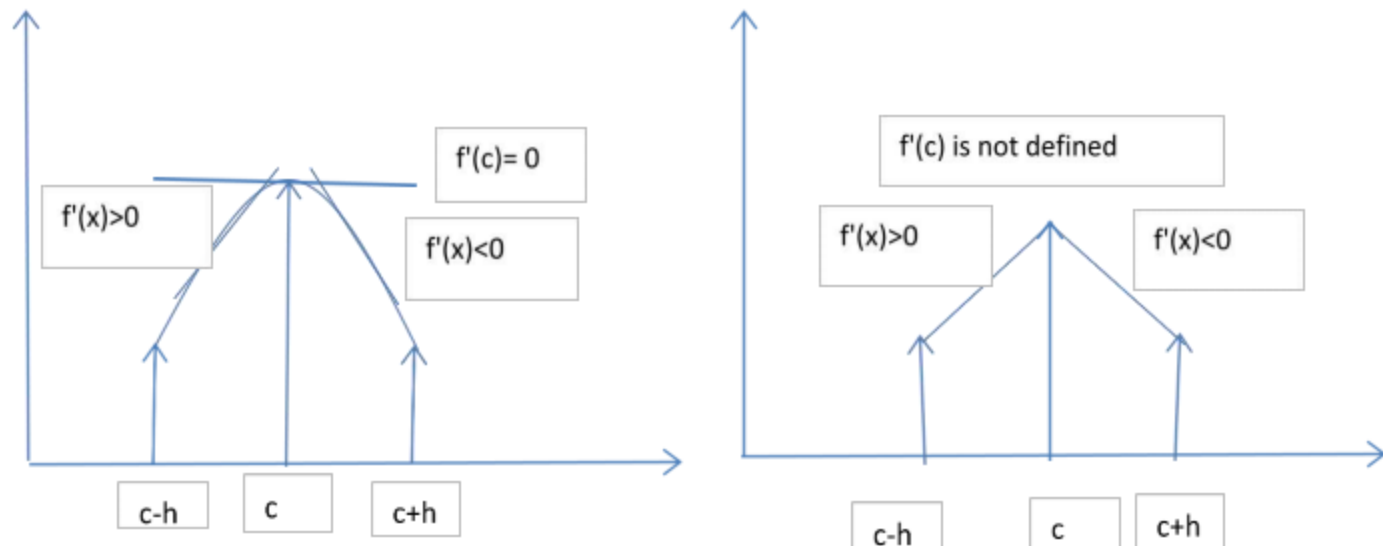 f'(c)= 0
f'(x)>0
f'(x)<0
c-h
c
c+h
f'(c) is not defined
f'(x)>0
f'(x)<0
c-h
c
c+h